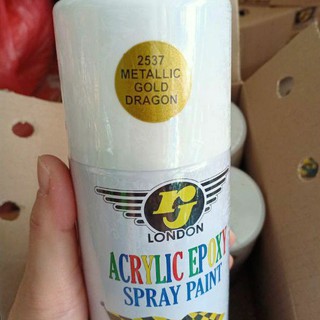 2537
METALLIC
GOLD
DRAGON
rj
LONDON
ACRYLIC EPOXY
SPRAY PAINT